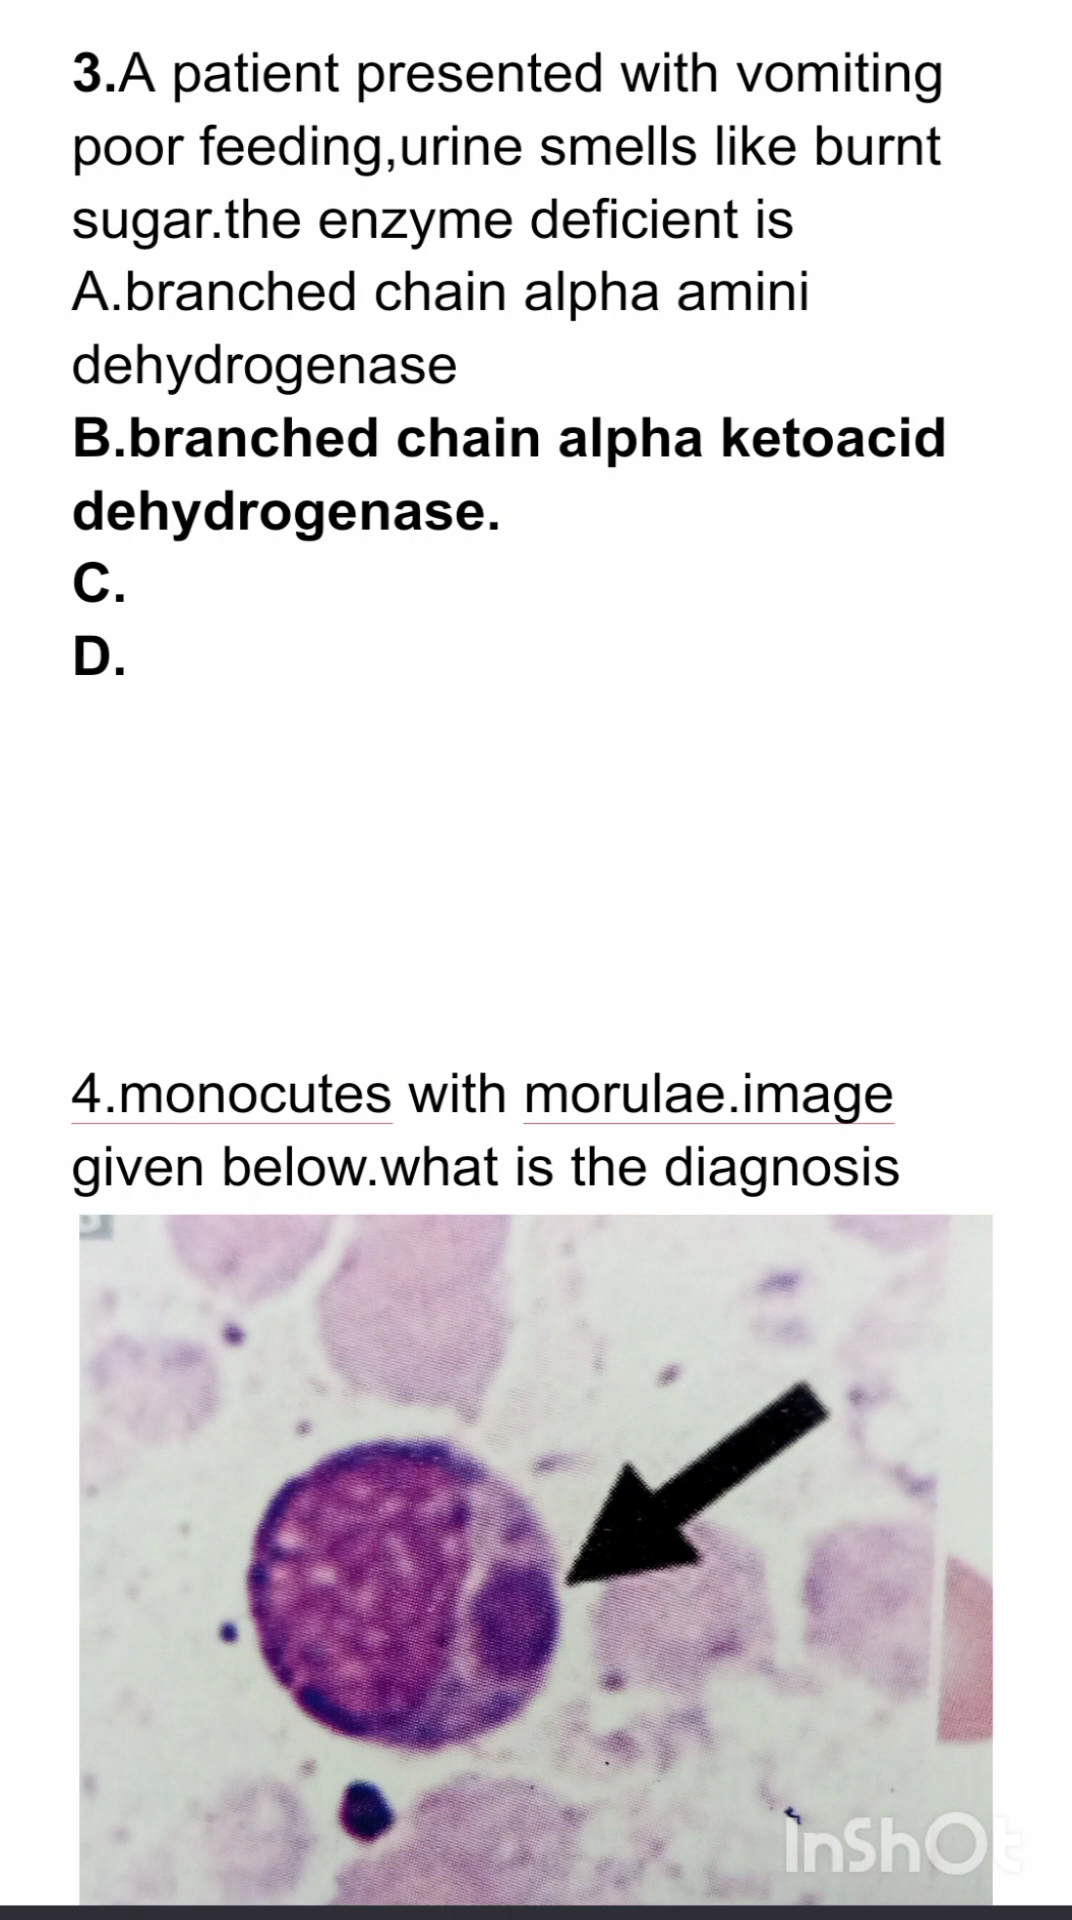 3.A patient presented with vomiting
poor feeding,urine smells like burnt
sugar.the enzyme deficient is
A.branched chain alpha amini
dehydrogenase
B.branched chain alpha ketoacid
dehydrogenase.
C.
D.
4.monocutes with morulae.image
given below.what is the diagnosis
InShOt